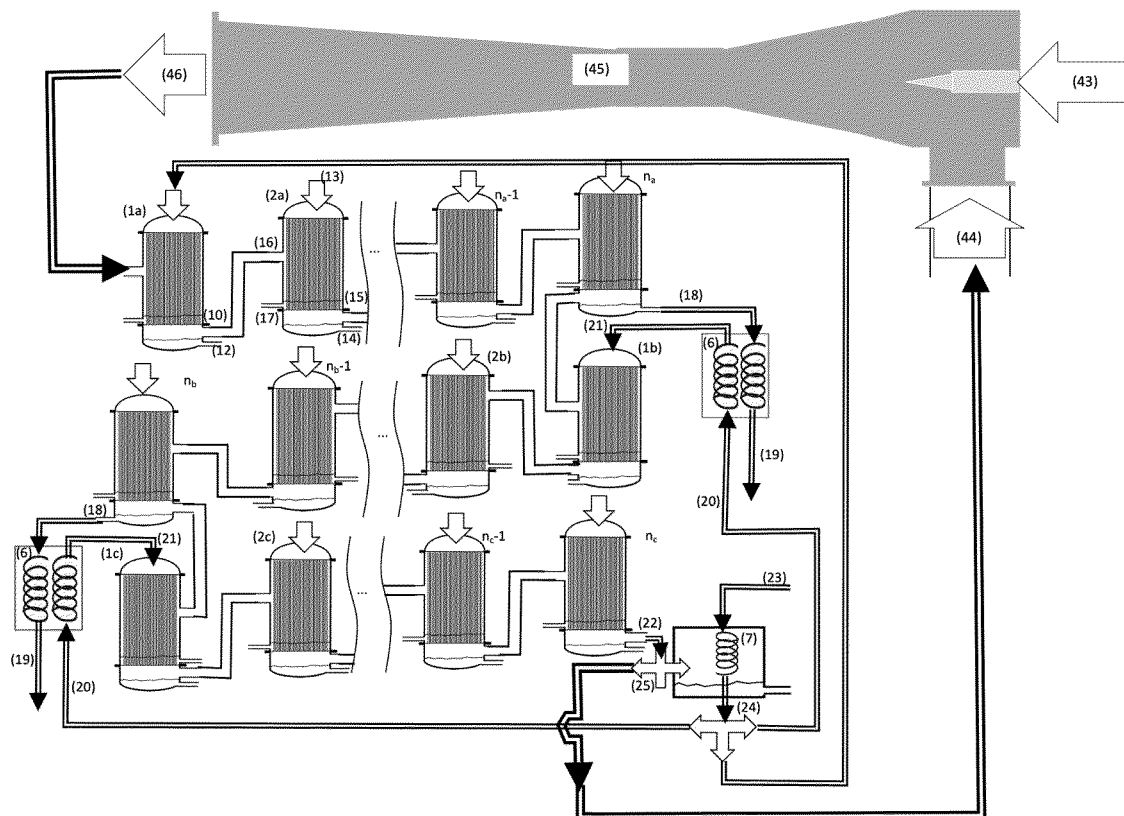 (46)
(45)
(43)
(44)
(13)
(1a)
(2a)
nₐ-1
nₐ
(16)
...
(10)
(15)
(17)
(12)
(14)
(18)
(21)
(6)
(1b)
(2b)
n_b-1
n_b
...
(19)
(20)
(18)
(21)
(6)
(1c)
(2c)
n_c-1
n_c
...
(23)
(22)
(7)
(19)
(20)
(25)
(24)